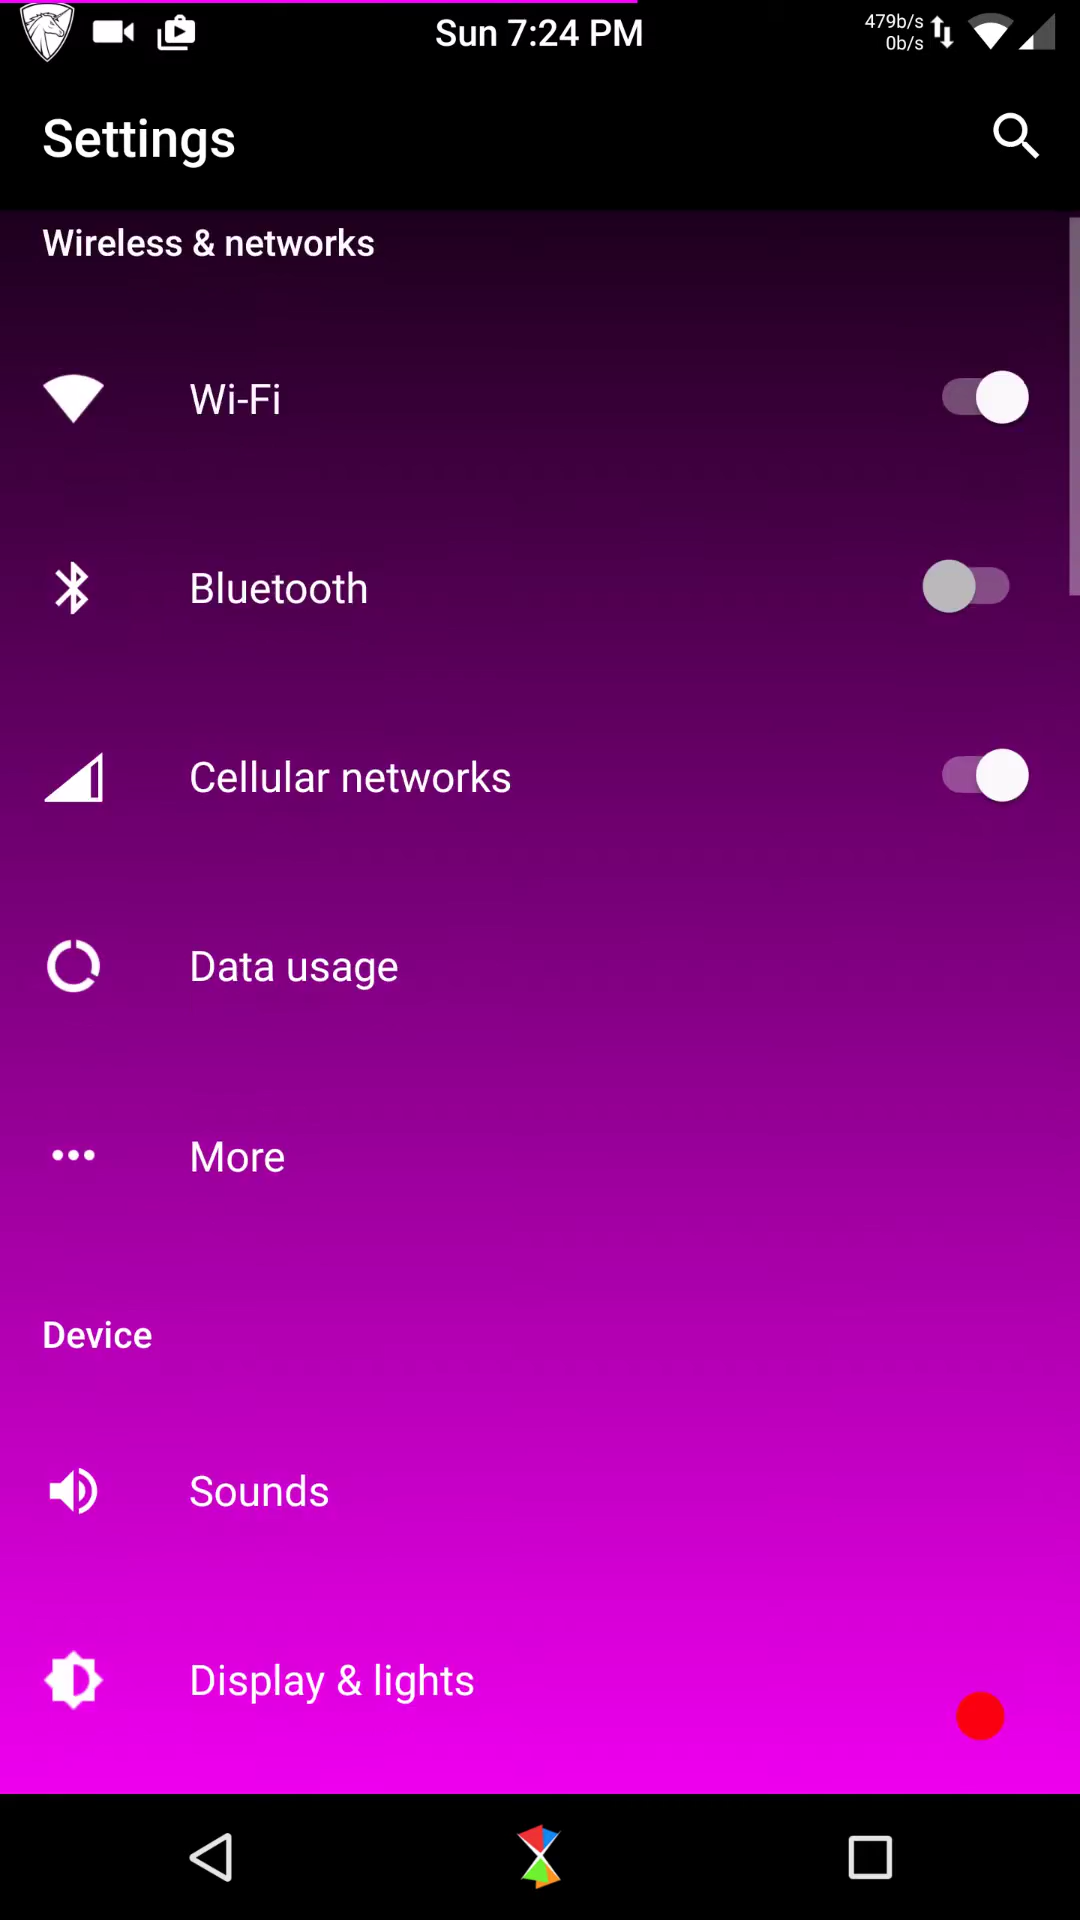 Sun 7:24 PM
479b/s
0b/s
Settings
Wireless & networks
Wi-Fi
Bluetooth
Cellular networks
Data usage
More
Device
Sounds
Display & lights